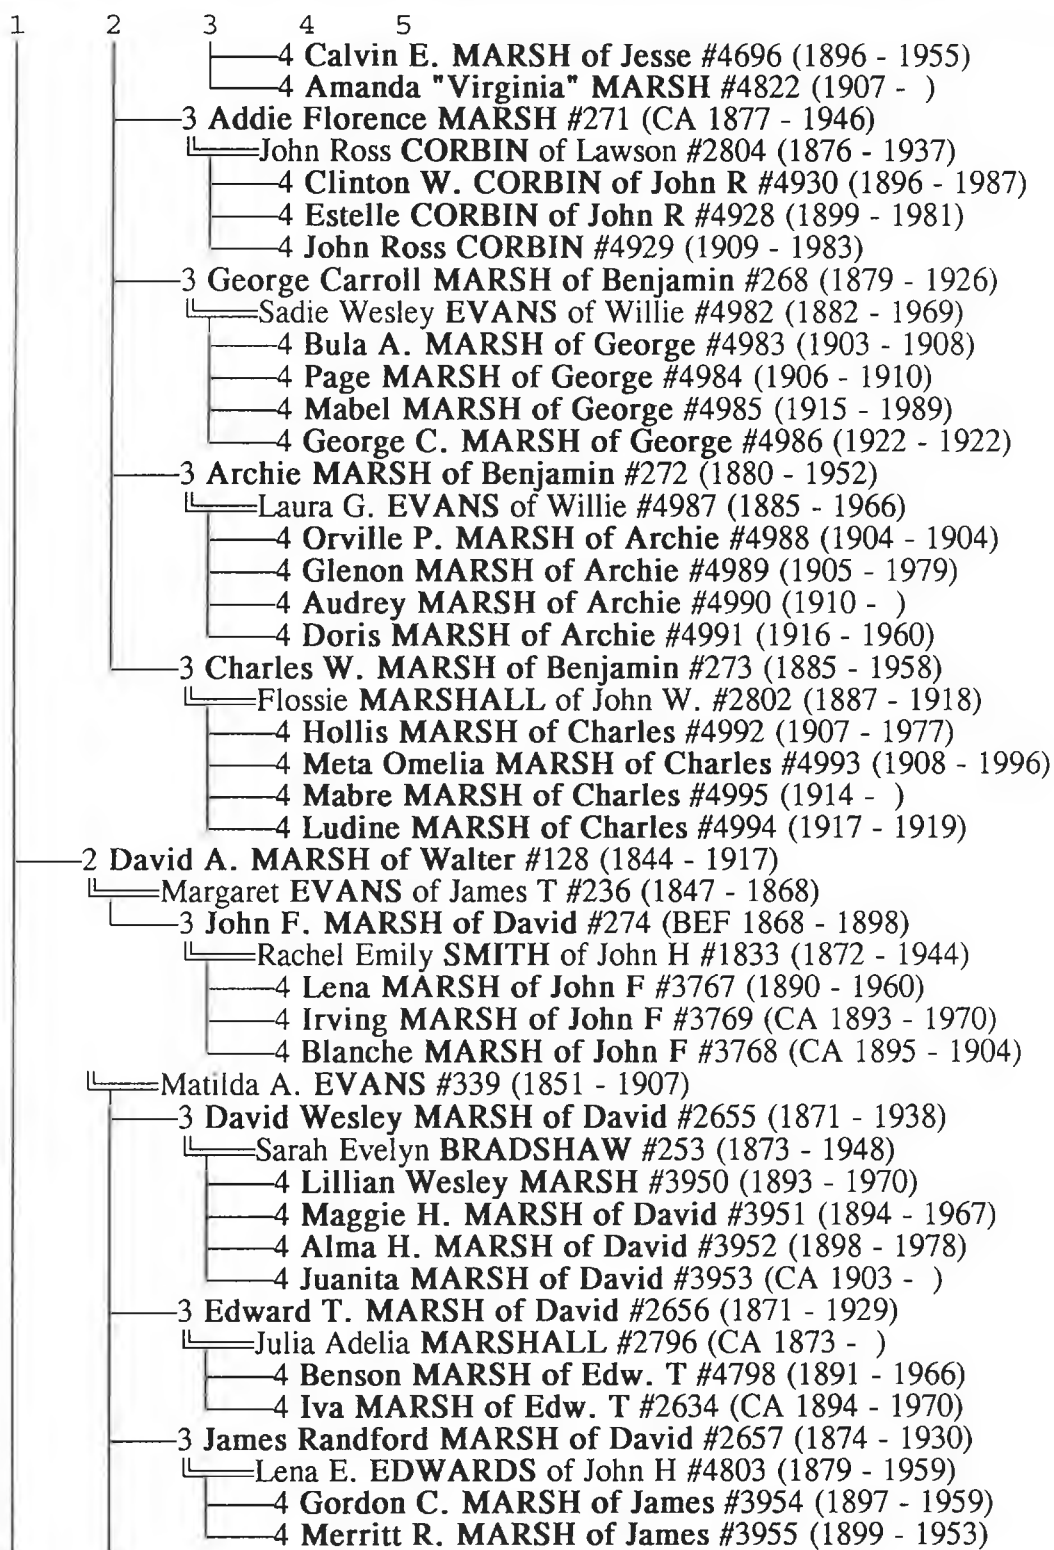 1 2 3 4 5
4 Calvin E. MARSH of Jesse #4696 (1896 - 1955)
4 Amanda "Virginia" MARSH #4822 (1907 - )
3 Addie Florence MARSH #271 (CA 1877 - 1946)
John Ross CORBIN of Lawson #2804 (1876 - 1937)
4 Clinton W. CORBIN of John R #4930 (1896 - 1987)
4 Estelle CORBIN of John R #4928 (1899 - 1981)
4 John Ross CORBIN #4929 (1909 - 1983)
3 George Carroll MARSH of Benjamin #268 (1879 - 1926)
Sadie Wesley EVANS of Willie #4982 (1882 - 1969)
4 Bula A. MARSH of George #4983 (1903 - 1908)
4 Page MARSH of George #4984 (1906 - 1910)
4 Mabel MARSH of George #4985 (1915 - 1989)
4 George C. MARSH of George #4986 (1922 - 1922)
3 Archie MARSH of Benjamin #272 (1880 - 1952)
Laura G. EVANS of Willie #4987 (1885 - 1966)
4 Orville P. MARSH of Archie #4988 (1904 - 1904)
4 Glenon MARSH of Archie #4989 (1905 - 1979)
4 Audrey MARSH of Archie #4990 (1910 - )
4 Doris MARSH of Archie #4991 (1916 - 1960)
3 Charles W. MARSH of Benjamin #273 (1885 - 1958)
Flossie MARSHALL of John W. #2802 (1887 - 1918)
4 Hollis MARSH of Charles #4992 (1907 - 1977)
4 Meta Omelia MARSH of Charles #4993 (1908 - 1996)
4 Mabre MARSH of Charles #4995 (1914 - )
4 Ludine MARSH of Charles #4994 (1917 - 1919)
2 David A. MARSH of Walter #128 (1844 - 1917)
Margaret EVANS of James T #236 (1847 - 1868)
3 John F. MARSH of David #274 (BEF 1868 - 1898)
Rachel Emily SMITH of John H #1833 (1872 - 1944)
4 Lena MARSH of John F #3767 (1890 - 1960)
4 Irving MARSH of John F #3769 (CA 1893 - 1970)
4 Blanche MARSH of John F #3768 (CA 1895 - 1904)
Matilda A. EVANS #339 (1851 - 1907)
3 David Wesley MARSH of David #2655 (1871 - 1938)
Sarah Evelyn BRADSHAW #253 (1873 - 1948)
4 Lillian Wesley MARSH #3950 (1893 - 1970)
4 Maggie H. MARSH of David #3951 (1894 - 1967)
4 Alma H. MARSH of David #3952 (1898 - 1978)
4 Juanita MARSH of David #3953 (CA 1903 - )
3 Edward T. MARSH of David #2656 (1871 - 1929)
Julia Adelia MARSHALL #2796 (CA 1873 - )
4 Benson MARSH of Edw. T #4798 (1891 - 1966)
4 Iva MARSH of Edw. T #2634 (CA 1894 - 1970)
3 James Randford MARSH of David #2657 (1874 - 1930)
Lena E. EDWARDS of John H #4803 (1879 - 1959)
4 Gordon C. MARSH of James #3954 (1897 - 1959)
4 Merritt R. MARSH of James #3955 (1899 - 1953)